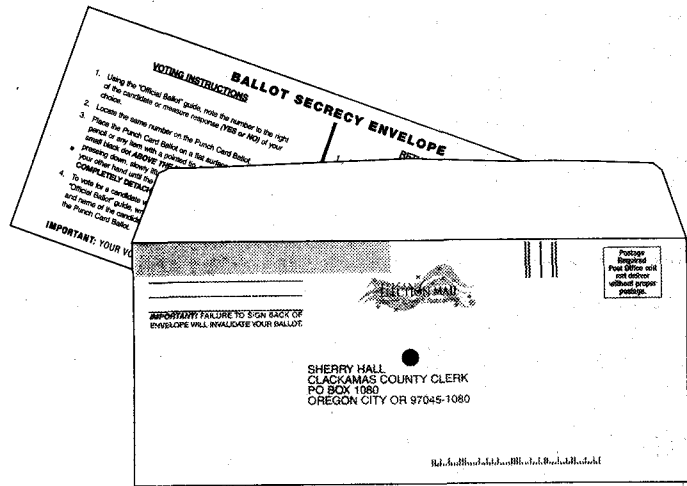 BALLOT SECRECY ENVELOPE
VOTING INSTRUCTIONS
1. Using the "Official Ballot" guide, note the number to the right
of the candidate or measure response (YES or NO) of your
choice.
2. Locate the same number on the Punch Card Ballot.
3. Place the Punch Card Ballot on a flat surface
pencil or any item with a pointed
small black dot ABOVE THE
pressing down, slowly
your other hand until the
COMPLETELY DETACH
4. To vote for a candidate
"Official Ballot" guide,
and name of the candid
the Punch Card Ballot.
IMPORTANT: YOUR VO
1.
IMPORTANT! FAILURE TO SIGN BACK OF
ENVELOPE WILL INVALIDATE YOUR BALLOT.
ELECTION MAIL
Postage
Required
Post Office will
not deliver
without proper
postage.
SHERRY HALL
CLACKAMAS COUNTY CLERK
PO BOX 1080
OREGON CITY OR 97045-1080